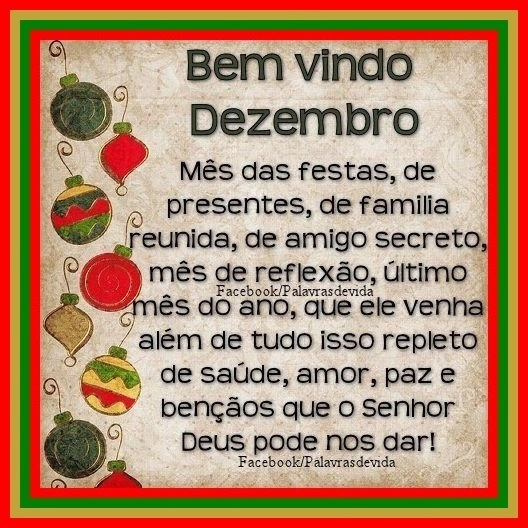 Bem vindo
Dezembro
Mês das festas, de
presentes, de familia
reunida, de amigo secreto,
mês de reflexão, último
Facebook/Palavrasdevida
mês do ano, que ele venha
além de tudo isso repleto
de saúde, amor, paz e
bençãos que o Senhor
Deus pode nos dar!
Facebook/Palavrasdevida